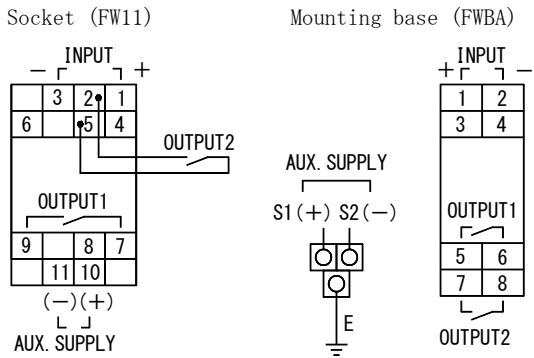 Socket (FW11)
INPUT
− +
3 2 1
6 5 4
OUTPUT2
OUTPUT1
9 8 7
11 10
(−)(+)
AUX. SUPPLY
Mounting base (FWBA)
AUX. SUPPLY
S1(+) S2(−)
E
INPUT
+ −
1 2
3 4
OUTPUT1
5 6
7 8
OUTPUT2